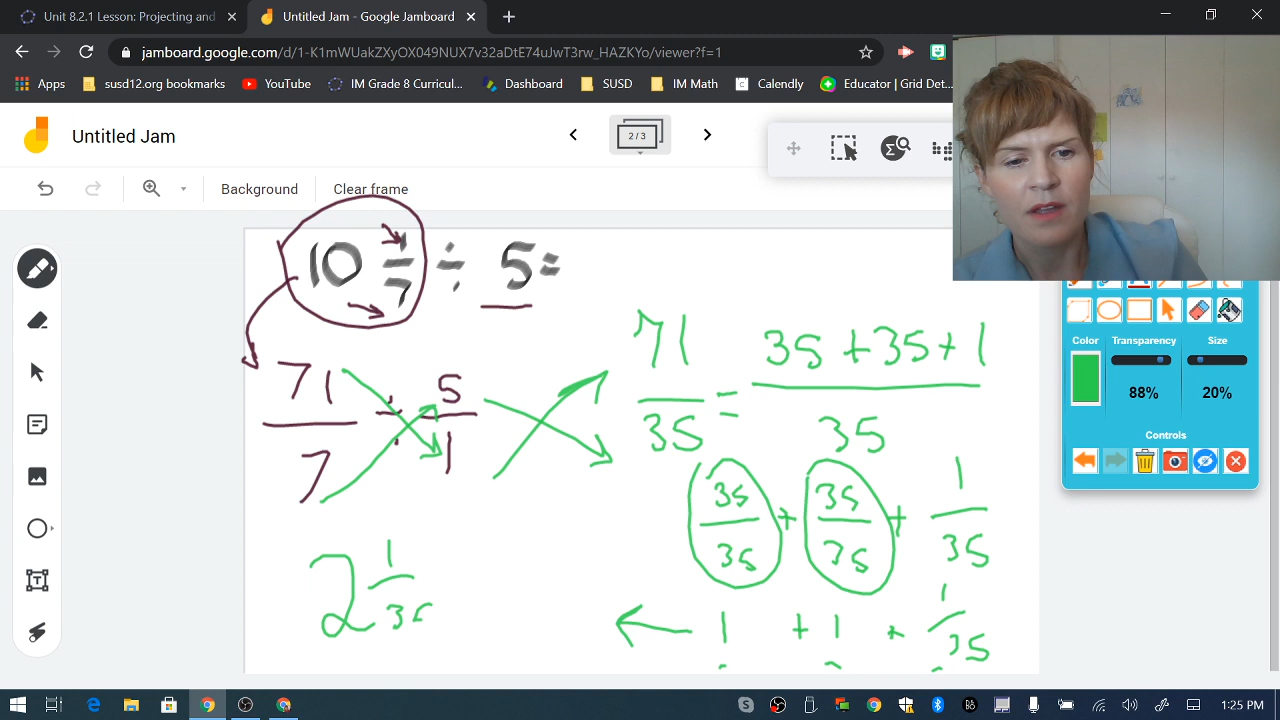 Unit 8.2.1 Lesson: Projecting and
Untitled Jam - Google Jamboard
jamboard.google.com/d/1-K1mWUakZxyOX049NUX7v32aDtE74uJwT3rw_HAZKYo/viewer?f=1
Apps susd12.org bookmarks YouTube IM Grade 8 Curricul... Dashboard SUSD IM Math Calendly Educator | Grid Det...
Untitled Jam
2/3
Background Clear frame
10 1/7 ÷ 5 =
71/7 ÷ 5/1
71/35 = 35+35+1/35
35/35 + 35/35 + 1/35
2 1/35
← 1 + 1 + 1/35
Color Transparency Size
88% 20%
Controls
1:25 PM